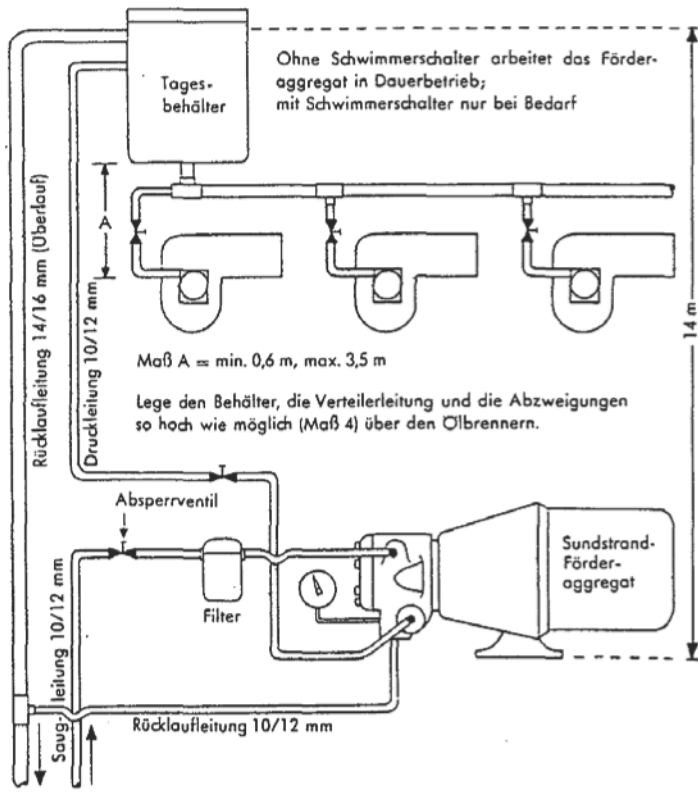 Tages-
behälter
Ohne Schwimmerschalter arbeitet das Förder-
aggregat in Dauerbetrieb;
mit Schwimmerschalter nur bei Bedarf
A
Rücklaufleitung 14/16 mm (Überlauf)
Druckleitung 10/12 mm
14 m
Maß A = min. 0,6 m, max. 3,5 m
Lege den Behälter, die Verteilerleitung und die Abzweigungen
so hoch wie möglich (Maß 4) über den Ölbrennern.
Absperrventil
Filter
Sundstrand-
Förder-
aggregat
Saug-
leitung 10/12 mm
Rücklaufleitung 10/12 mm